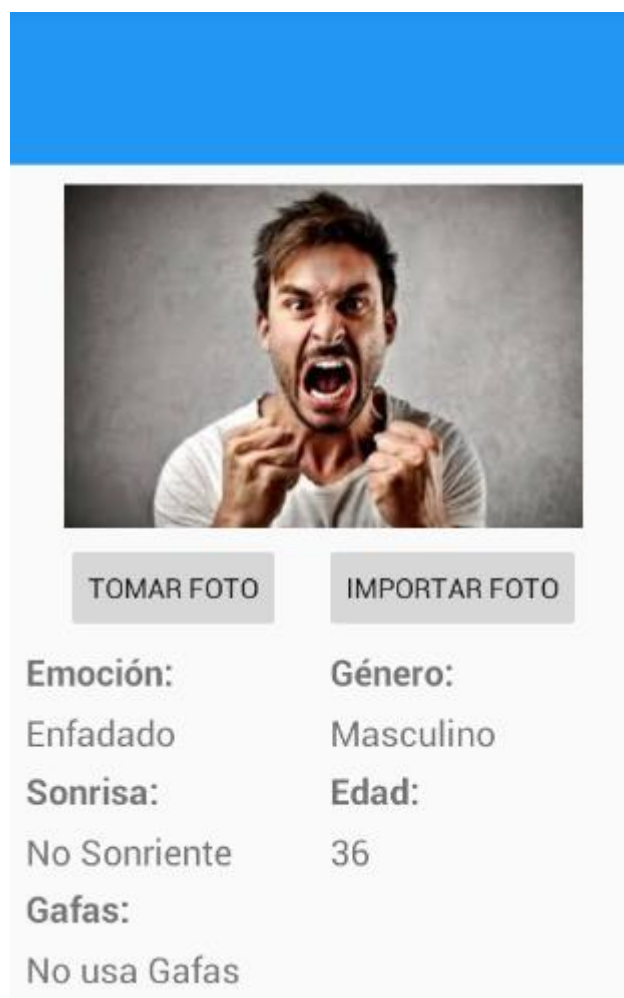 TOMAR FOTO IMPORTAR FOTO
Emoción: Género:
Enfadado Masculino
Sonrisa: Edad:
No Sonriente 36
Gafas:
No usa Gafas